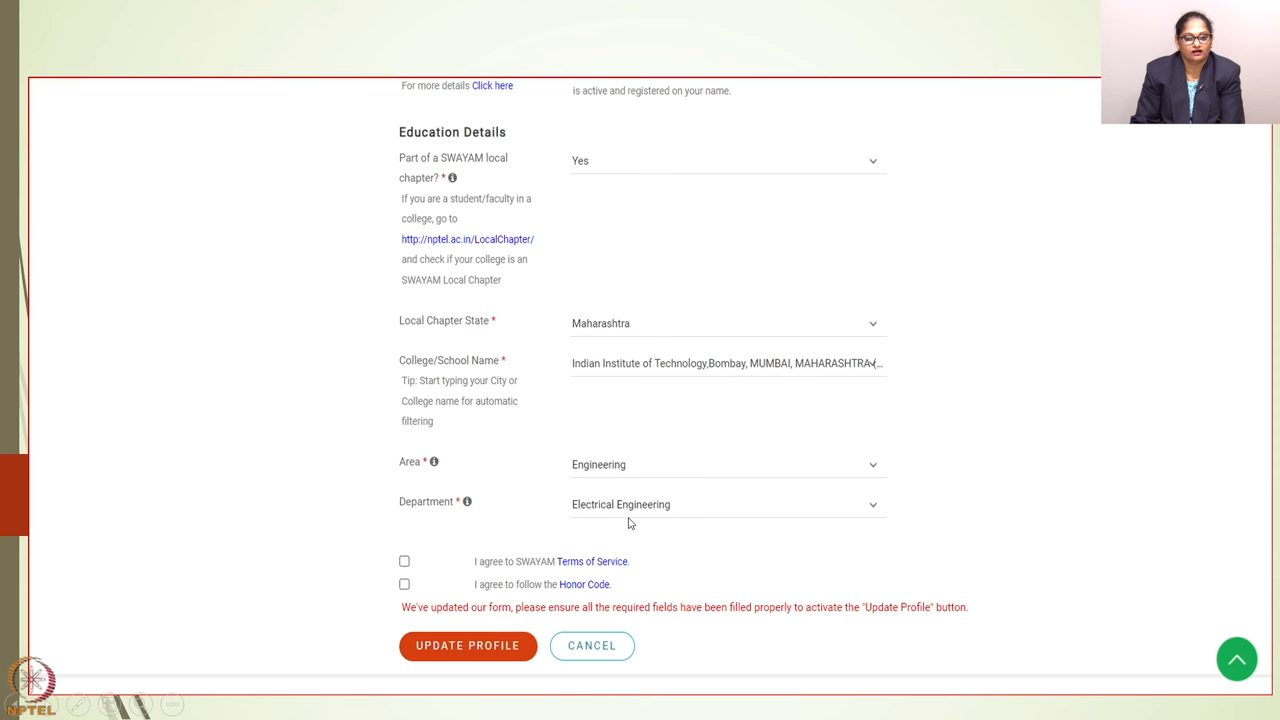 For more details Click here
is active and registered on your name.
Education Details
Part of a SWAYAM local
chapter? *
Yes
If you are a student/faculty in a
college, go to
http://nptel.ac.in/LocalChapter/
and check if your college is an
SWAYAM Local Chapter
Local Chapter State *
Maharashtra
College/School Name *
Indian Institute of Technology,Bombay, MUMBAI, MAHARASHTRA (...
Tip: Start typing your City or
College name for automatic
filtering
Area *
Engineering
Department *
Electrical Engineering
I agree to SWAYAM Terms of Service.
I agree to follow the Honor Code.
We've updated our form, please ensure all the required fields have been filled properly to activate the "Update Profile" button.
UPDATE PROFILE
CANCEL
NPTEL